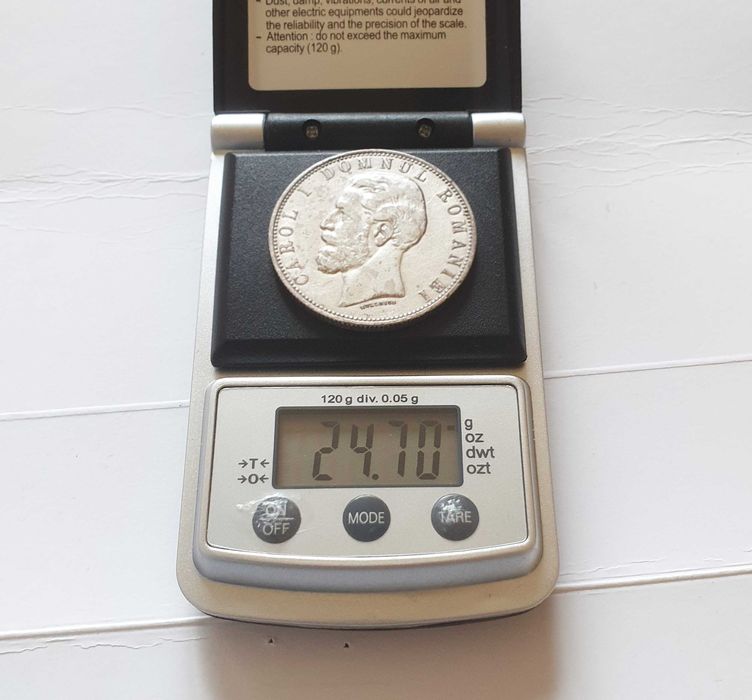 - Dust, damp, vibrations, currents of air and
other electric equipments could jeopardize
the reliability and the precision of the scale.
- Attention : do not exceed the maximum
capacity (120 g).
CAROL I DOMNUL ROMANIEI
120 g div. 0.05 g
24.70
g
oz
dwt
ozt
→T←
→O←
ON
OFF
MODE
TARE